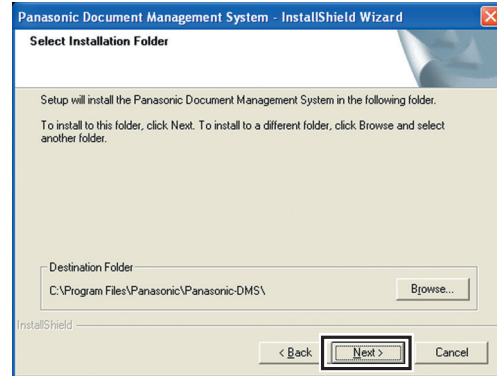 Panasonic Document Management System - InstallShield Wizard
Select Installation Folder
Setup will install the Panasonic Document Management System in the following folder.
To install to this folder, click Next. To install to a different folder, click Browse and select
another folder.
Destination Folder
C:\Program Files\Panasonic\Panasonic-DMS\
Browse...
InstallShield
< Back
Next >
Cancel